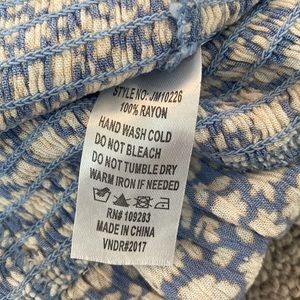 STYLE NO: JM10226
100% RAYON
HAND WASH COLD
DO NOT BLEACH
DO NOT TUMBLE DRY
WARM IRON IF NEEDED
RN# 109283
MADE IN CHINA
VNDR#2017